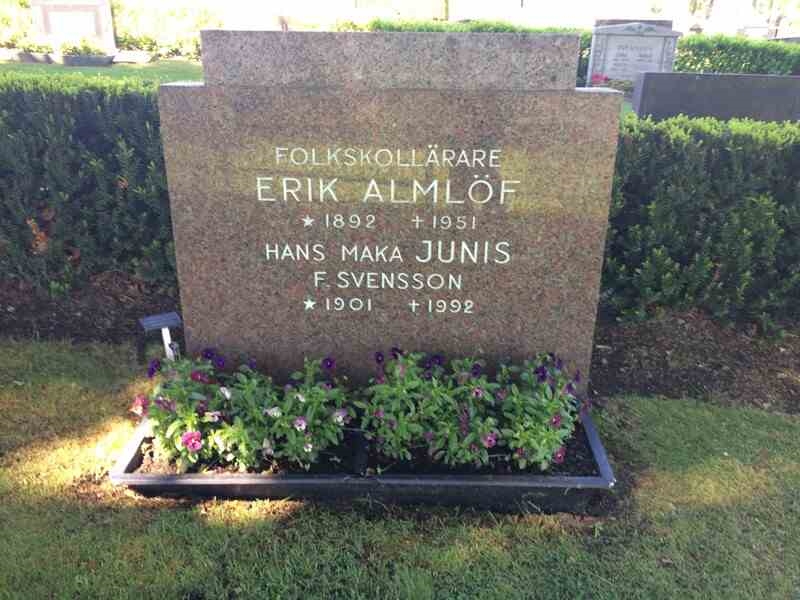 FOLKSKOLLÄRARE
ERIK ALMLÖF
★ 1892 ✝ 1951
HANS MAKA JUNIS
F. SVENSSON
★ 1901 ✝ 1992